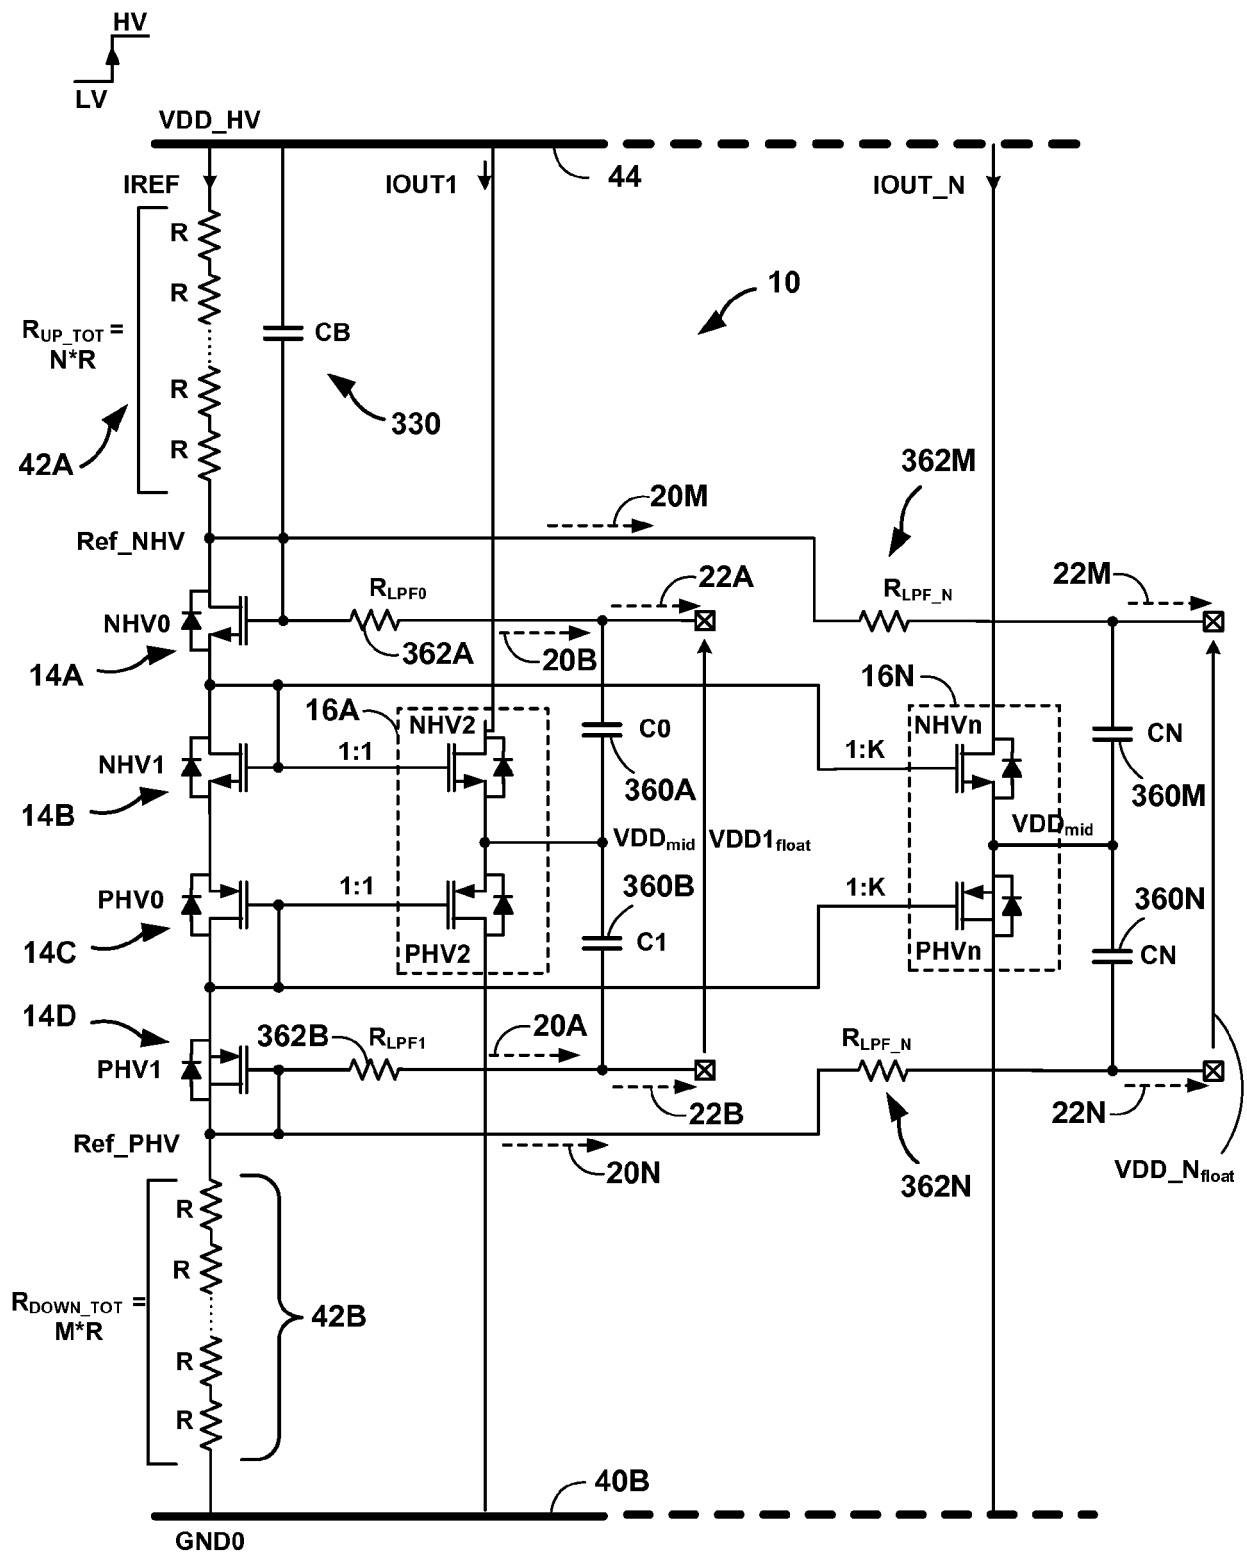 HV
LV
VDD_HV
44
IREF
IOUT1
IOUT_N
R
R
10
RUP_TOT =
N*R
CB
R
330
R
42A
362M
20M
Ref_NHV
22A
22M
RLPF0
RLPF_N
NHV0
362A
20B
14A
16A
16N
NHV2
NHVn
C0
CN
NHV1
1:1
1:K
360A
360M
14B
VDDmid
VDD1float
VDDmid
PHV0
1:1
360B
1:K
360N
14C
PHV2
C1
PHVn
CN
14D
362B
RLPF1
20A
RLPF_N
PHV1
22B
22N
Ref_PHV
20N
362N
VDD_Nfloat
R
R
RDOWN_TOT =
M*R
42B
R
R
40B
GND0